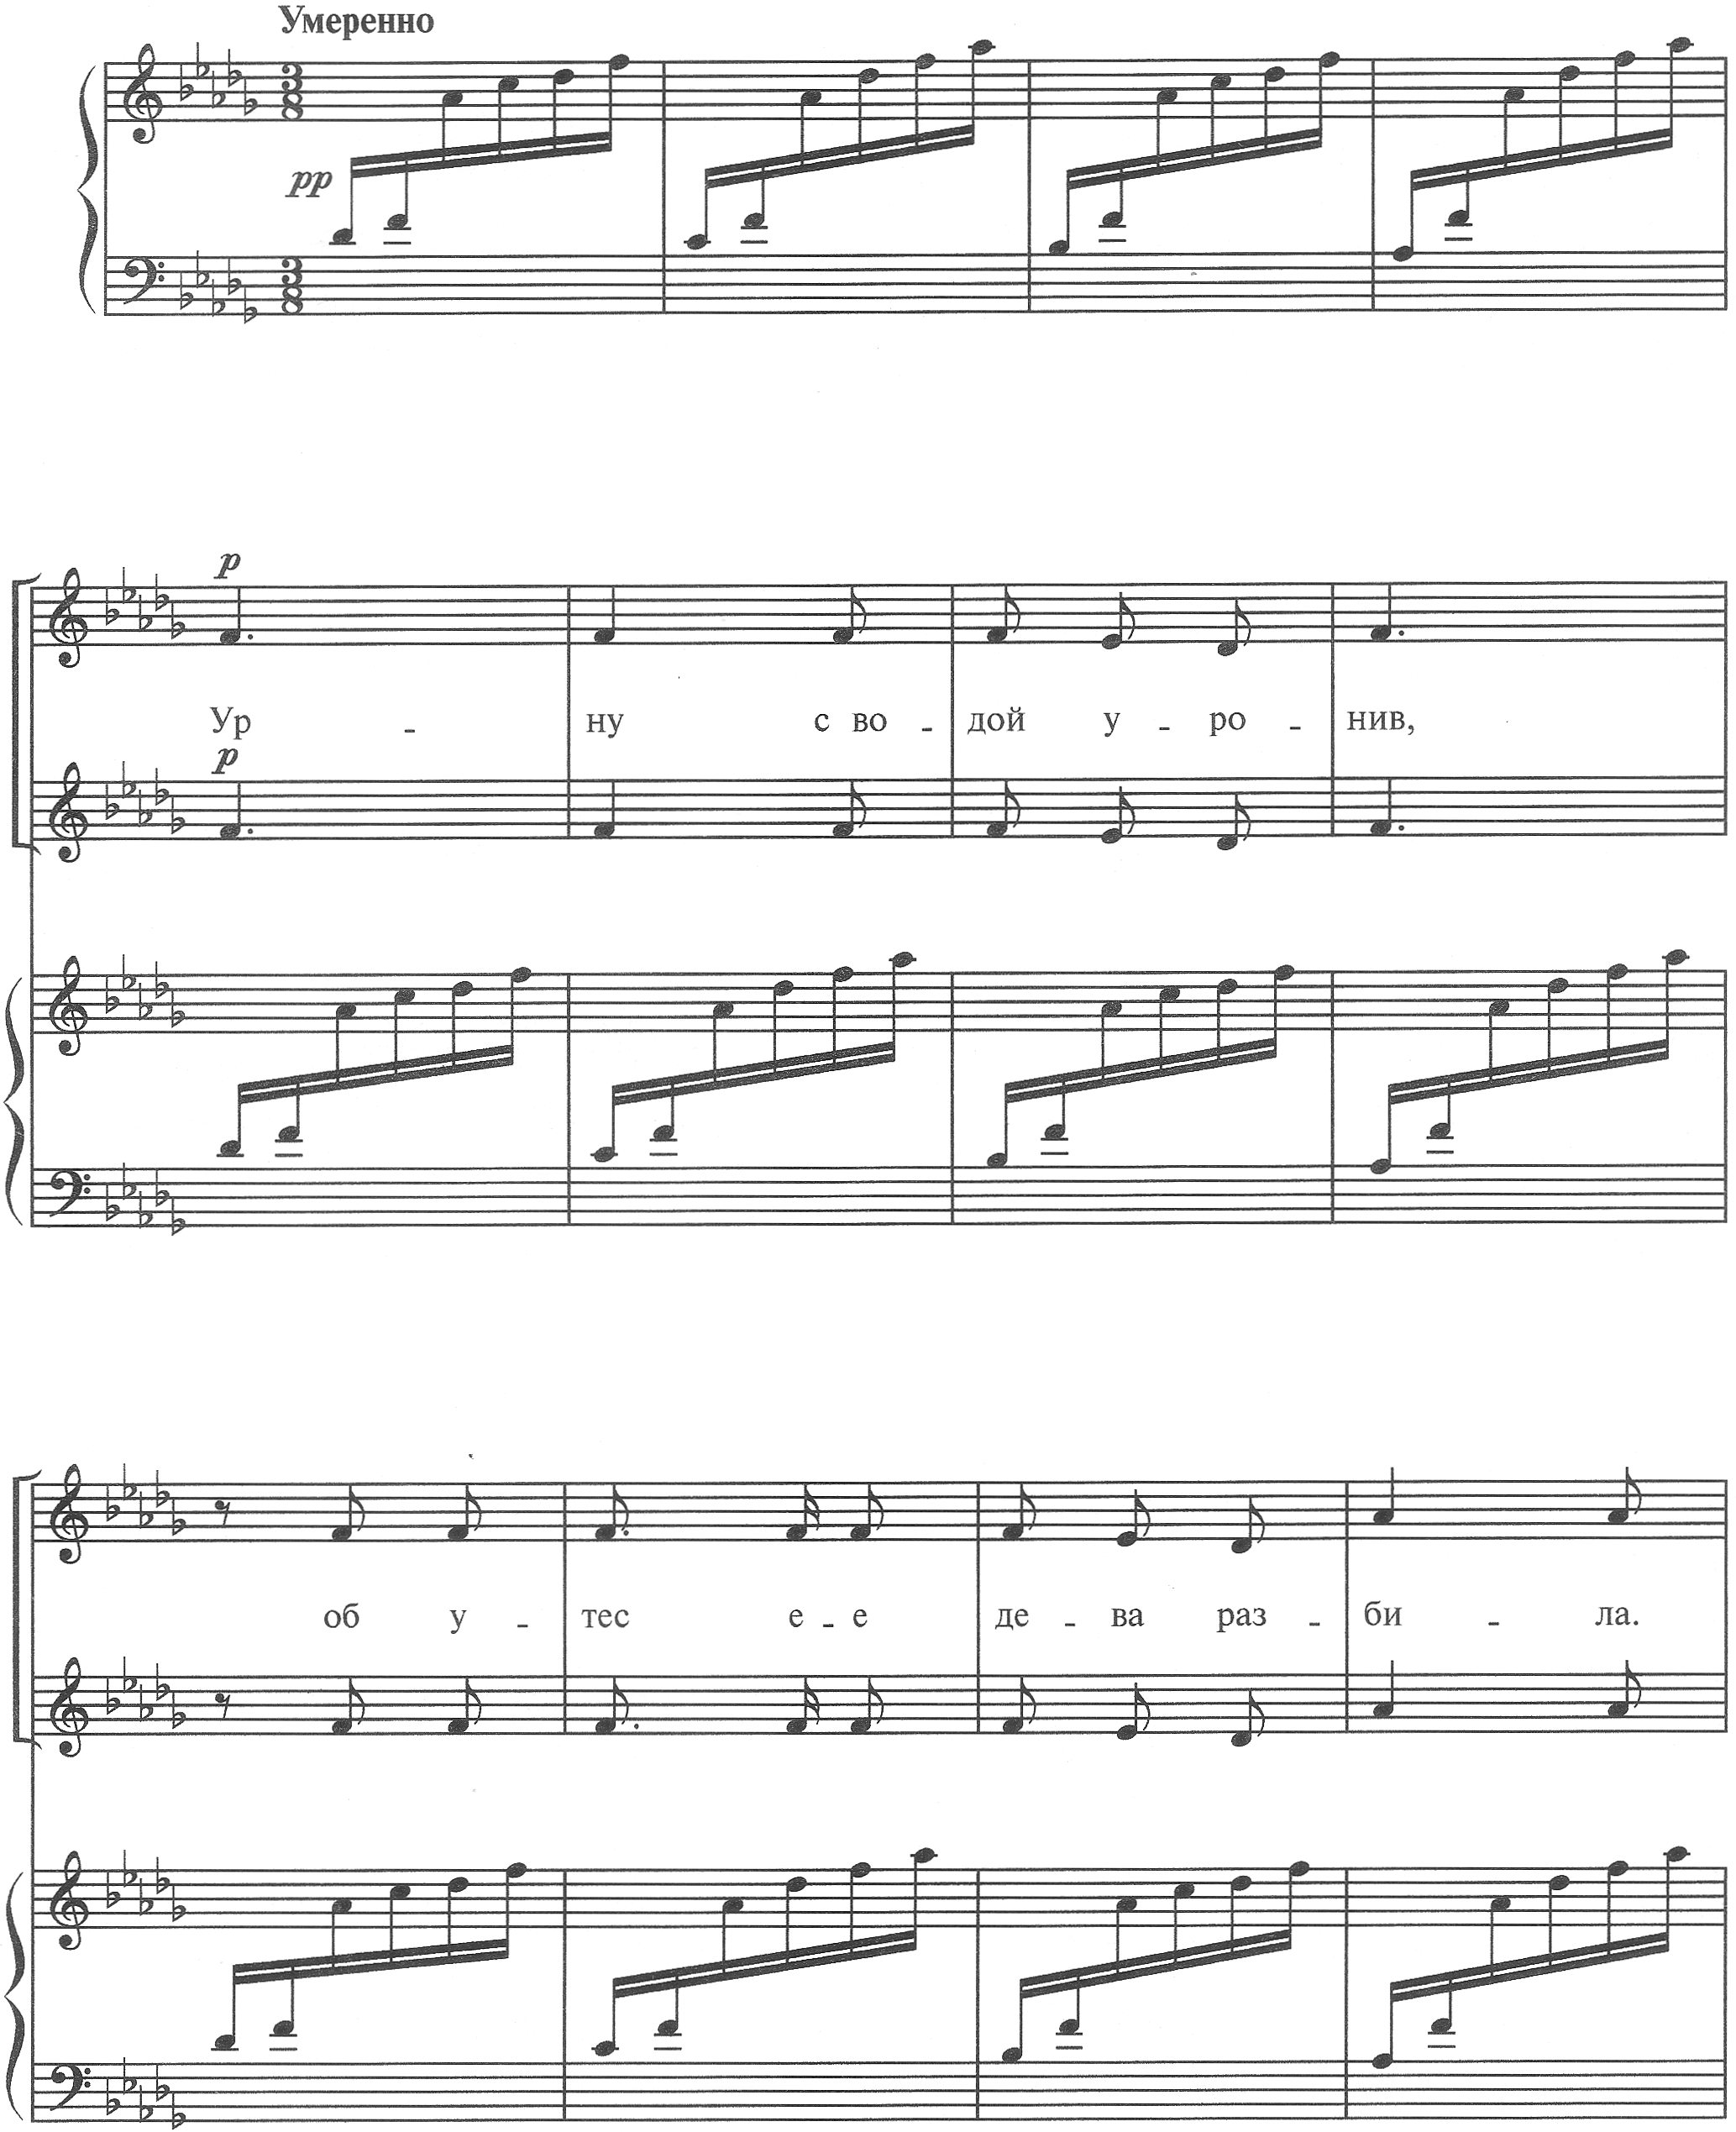 Умеренно
pp
p
Ур - ну с во - дой у - ро - нив,
p
об у - тес е - е де - ва раз - би - ла.